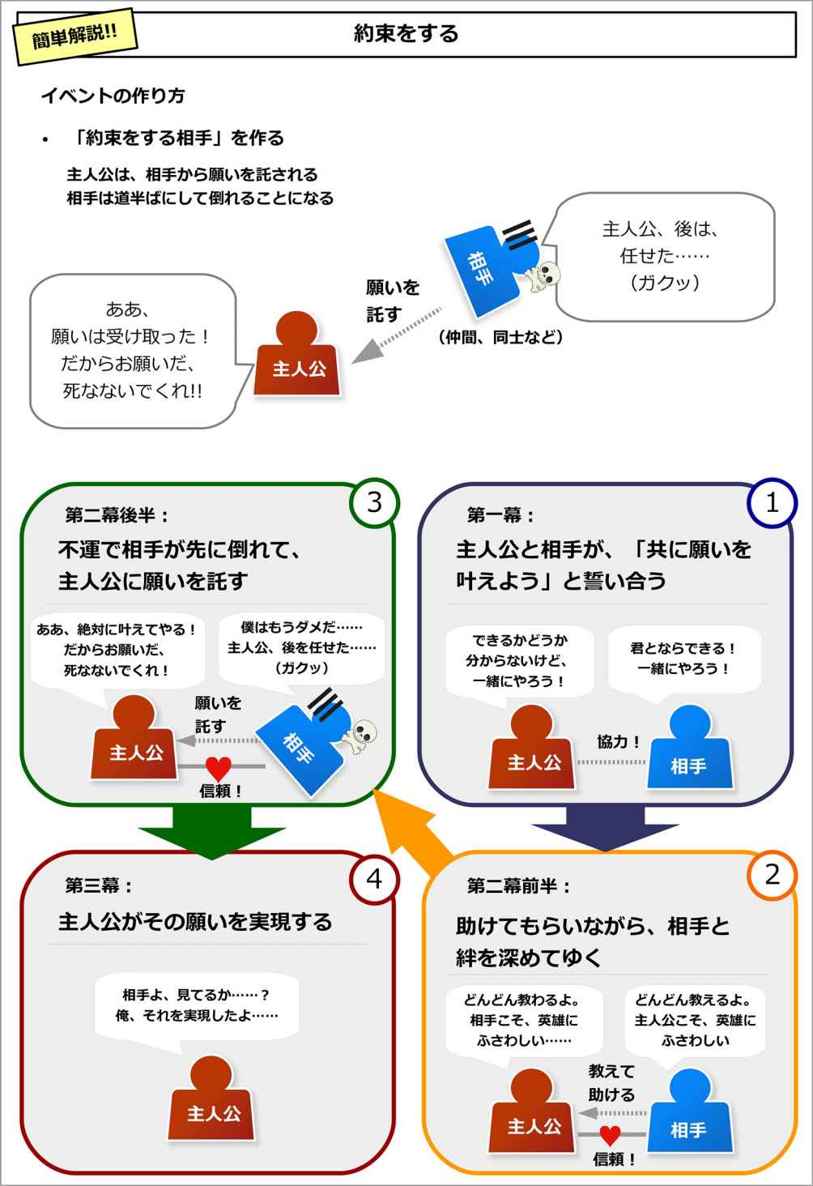 簡単解説!!
約束をする
イベントの作り方
• 「約束をする相手」を作る
主人公は、相手から願いを託される
相手は道半ばにして倒れることになる
主人公、後は、
任せた……
（ガクッ）
相手
（仲間、同士など）
願いを
託す
ああ、
願いは受け取った！
だからお願いだ、
死なないでくれ!!
主人公
1
第一幕：
主人公と相手が、「共に願いを
叶えよう」と誓い合う
できるかどうか
分からないけど、
一緒にやろう！
君とならできる！
一緒にやろう！
主人公
協力！
相手
2
第二幕前半：
助けてもらいながら、相手と
絆を深めてゆく
どんどん教わるよ。
相手こそ、英雄に
ふさわしい……
どんどん教えるよ。
主人公こそ、英雄に
ふさわしい
教えて
助ける
主人公
相手
信頼！
3
第二幕後半：
不運で相手が先に倒れて、
主人公に願いを託す
ああ、絶対に叶えてやる！
だからお願いだ、
死なないでくれ！
僕はもうダメだ……
主人公、後を任せた……
（ガクッ）
願いを
託す
主人公
相手
信頼！
4
第三幕：
主人公がその願いを実現する
相手よ、見てるか……？
俺、それを実現したよ……
主人公